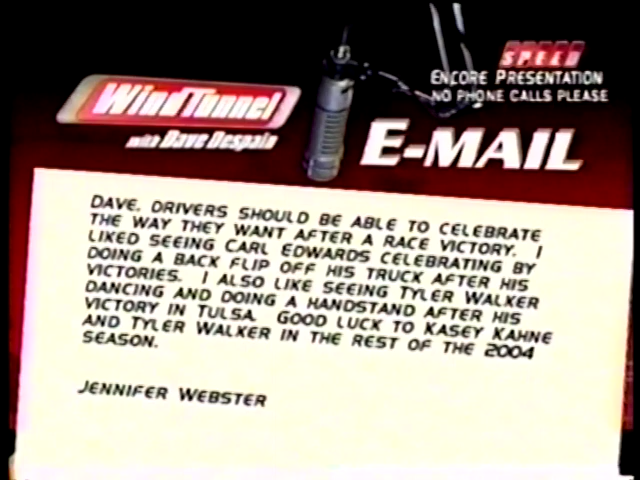 SPEED
ENCORE PRESENTATION
NO PHONE CALLS PLEASE
WindTunnel
with Dave Despain
E-MAIL
DAVE, DRIVERS SHOULD BE ABLE TO CELEBRATE
THE WAY THEY WANT AFTER A RACE VICTORY. I
LIKED SEEING CARL EDWARDS CELEBRATING BY
DOING A BACK FLIP OFF HIS TRUCK AFTER HIS
VICTORIES. I ALSO LIKE SEEING TYLER WALKER
DANCING AND DOING A HANDSTAND AFTER HIS
VICTORY IN TULSA. GOOD LUCK TO KASEY KAHNE
AND TYLER WALKER IN THE REST OF THE 2004
SEASON.
JENNIFER WEBSTER